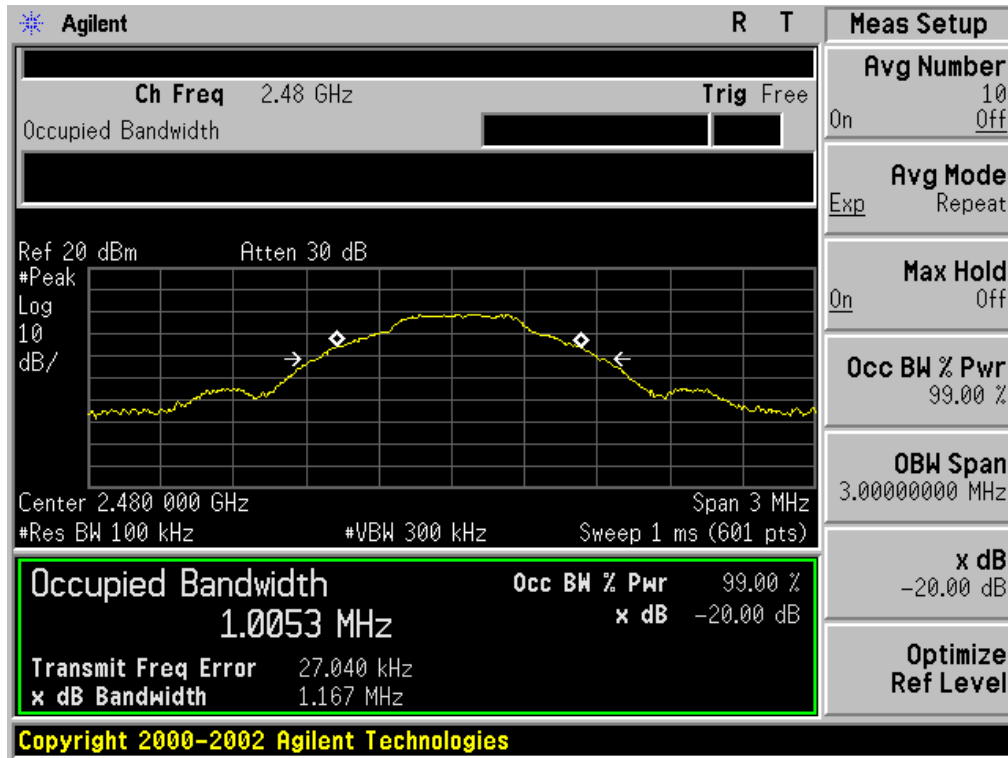 Agilent R T Meas Setup
Ch Freq 2.48 GHz Trig Free
Occupied Bandwidth
Avg Number
10
On Off
Avg Mode
Exp Repeat
Max Hold
On Off
Occ BW % Pwr
99.00 %
OBW Span
3.00000000 MHz
x dB
-20.00 dB
Optimize
Ref Level
Ref 20 dBm Atten 30 dB
#Peak
Log
10
dB/
Center 2.480 000 GHz Span 3 MHz
#Res BW 100 kHz #VBW 300 kHz Sweep 1 ms (601 pts)
Occupied Bandwidth Occ BW % Pwr 99.00 %
1.0053 MHz x dB -20.00 dB
Transmit Freq Error 27.040 kHz
x dB Bandwidth 1.167 MHz
Copyright 2000-2002 Agilent Technologies